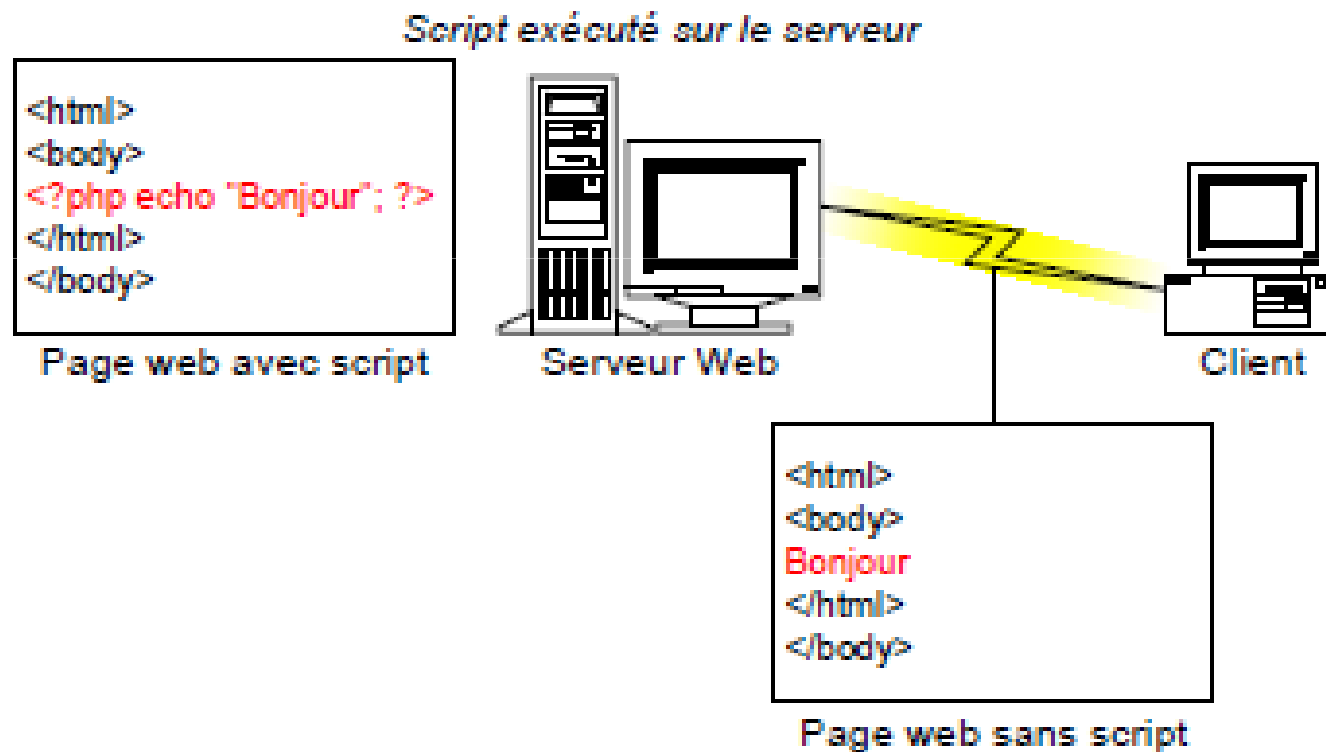 Script exécuté sur le serveur
<html>
<body>
<?php echo "Bonjour"; ?>
</html>
</body>
Page web avec script
Serveur Web
Client
<html>
<body>
Bonjour
</html>
</body>
Page web sans script